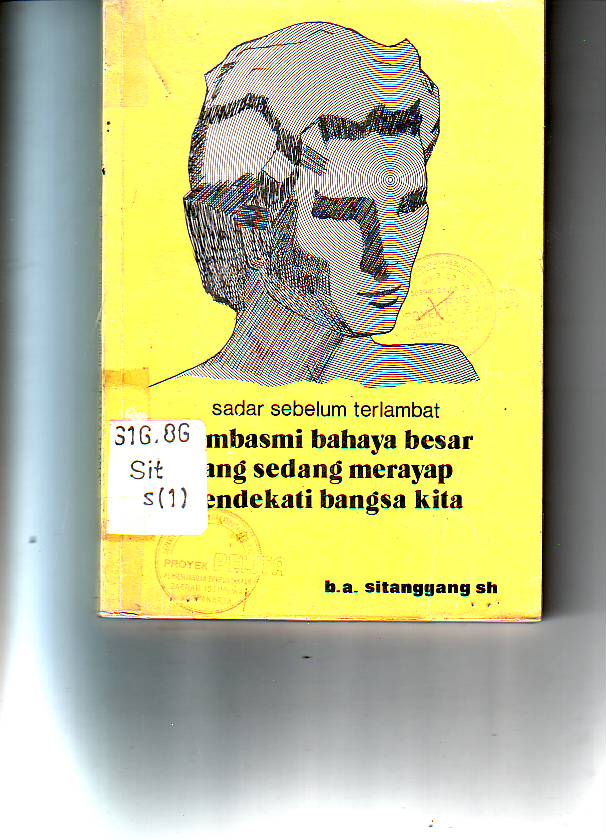 sadar sebelum terlambat
mbasmi bahaya besar
ang sedang merayap
endekati bangsa kita
316.86
Sit
s(1)
PROYEK PELITA
b.a. sitanggang sh